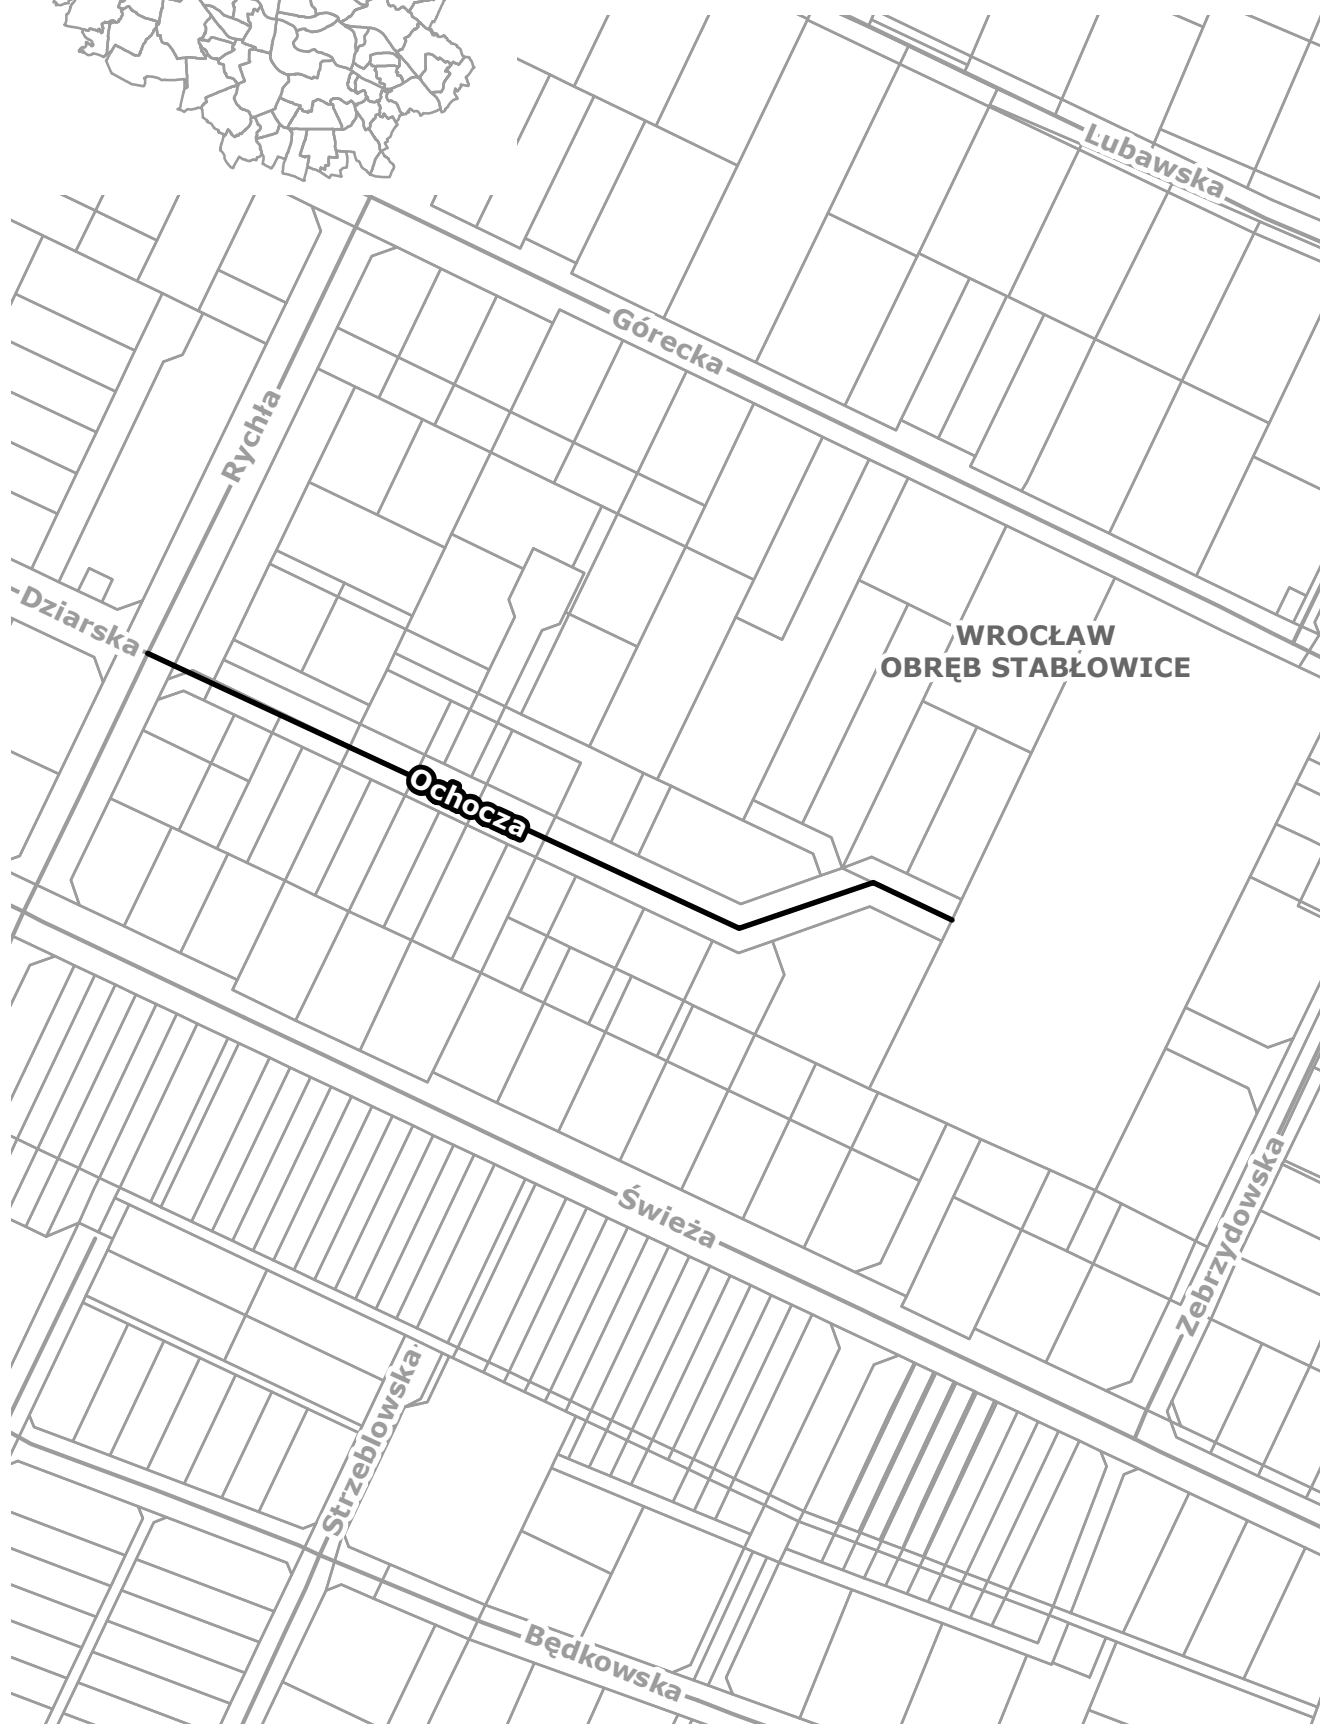 Lubawska
Górecka
Rychła
Dziarska
WROCŁAW
OBRĘB STABŁOWICE
Ochocza
Świeża
Zebrzydowska
Strzeblowska
Będkowska